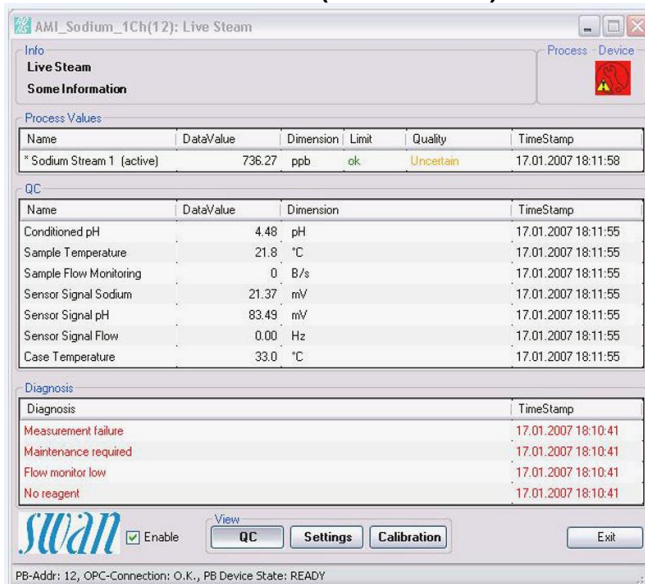 AMI_Sodium_1Ch(12): Live Steam
Info
Process Device
Live Steam
Some Information
Process Values
Name DataValue Dimension Limit Quality TimeStamp
* Sodium Stream 1 (active) 736.27 ppb ok Uncertain 17.01.2007 18:11:58
QC
Name DataValue Dimension TimeStamp
Conditioned pH 4.48 pH 17.01.2007 18:11:55
Sample Temperature 21.8 °C 17.01.2007 18:11:55
Sample Flow Monitoring 0 B/s 17.01.2007 18:11:55
Sensor Signal Sodium 21.37 mV 17.01.2007 18:11:55
Sensor Signal pH 83.49 mV 17.01.2007 18:11:55
Sensor Signal Flow 0.00 Hz 17.01.2007 18:11:55
Case Temperature 33.0 °C 17.01.2007 18:11:55
Diagnosis
Diagnosis TimeStamp
Measurement failure 17.01.2007 18:10:41
Maintenance required 17.01.2007 18:10:41
Flow monitor low 17.01.2007 18:10:41
No reagent 17.01.2007 18:10:41
swan Enable View QC Settings Calibration Exit
PB-Addr: 12, OPC-Connection: O.K., PB Device State: READY